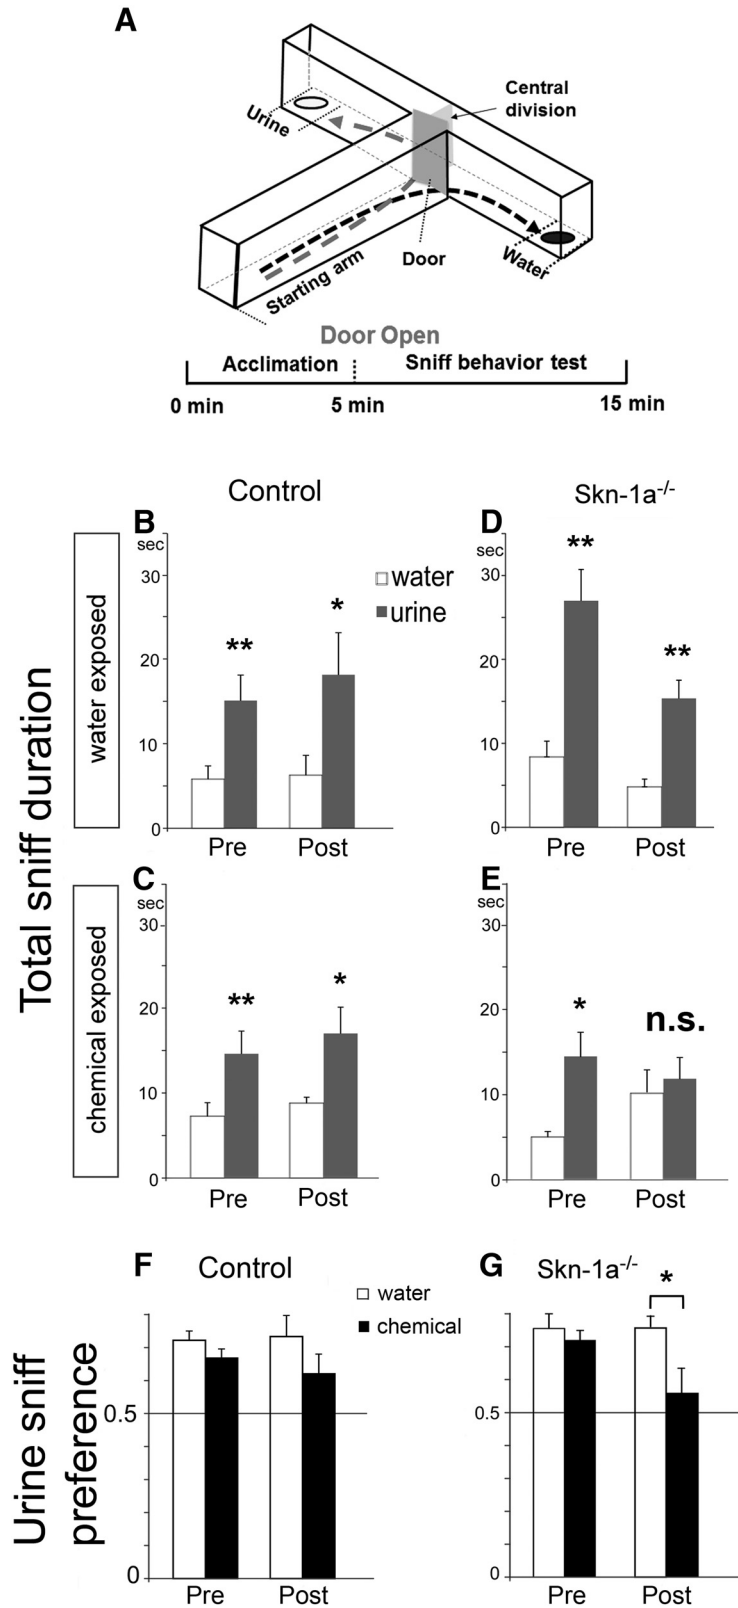 A
Central
division
Urine
Door
Water
Starting arm
Door Open
Acclimation
Sniff behavior test
0 min
5 min
15 min
Control
Skn-1a-/-
Total sniff duration
water exposed
B
sec
30
20
10
0
**
*
water
urine
Pre
Post
D
sec
30
20
10
0
**
**
Pre
Post
chemical exposed
C
sec
30
20
10
0
**
*
Pre
Post
E
sec
30
20
10
0
*
n.s.
Pre
Post
Urine sniff
preference
F
Control
water
chemical
0.5
0
Pre
Post
G
Skn-1a-/-
*
0.5
0
Pre
Post